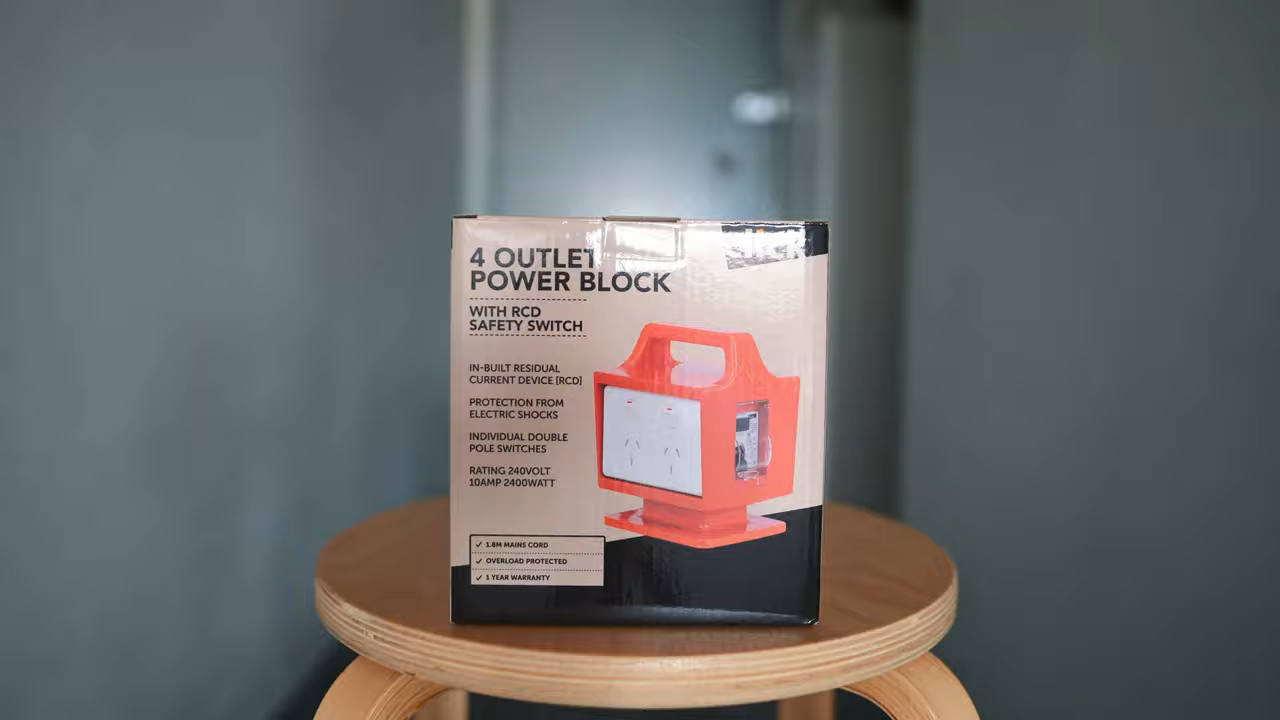 4 OUTLET
POWER BLOCK
WITH RCD
SAFETY SWITCH
IN-BUILT RESIDUAL
CURRENT DEVICE [RCD]
PROTECTION FROM
ELECTRIC SHOCKS
INDIVIDUAL DOUBLE
POLE SWITCHES
RATING 240VOLT
10AMP 2400WATT
✓ 1.8M MAINS CORD
✓ OVERLOAD PROTECTED
✓ 1 YEAR WARRANTY